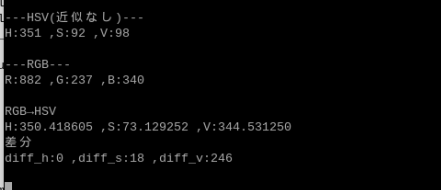 ---HSV(近似なし)---
H:351 ,S:92 ,V:98
---RGB---
R:882 ,G:237 ,B:340
RGB→HSV
H:350.418605 ,S:73.129252 ,V:344.531250
差分
diff_h:0 ,diff_s:18 ,diff_v:246